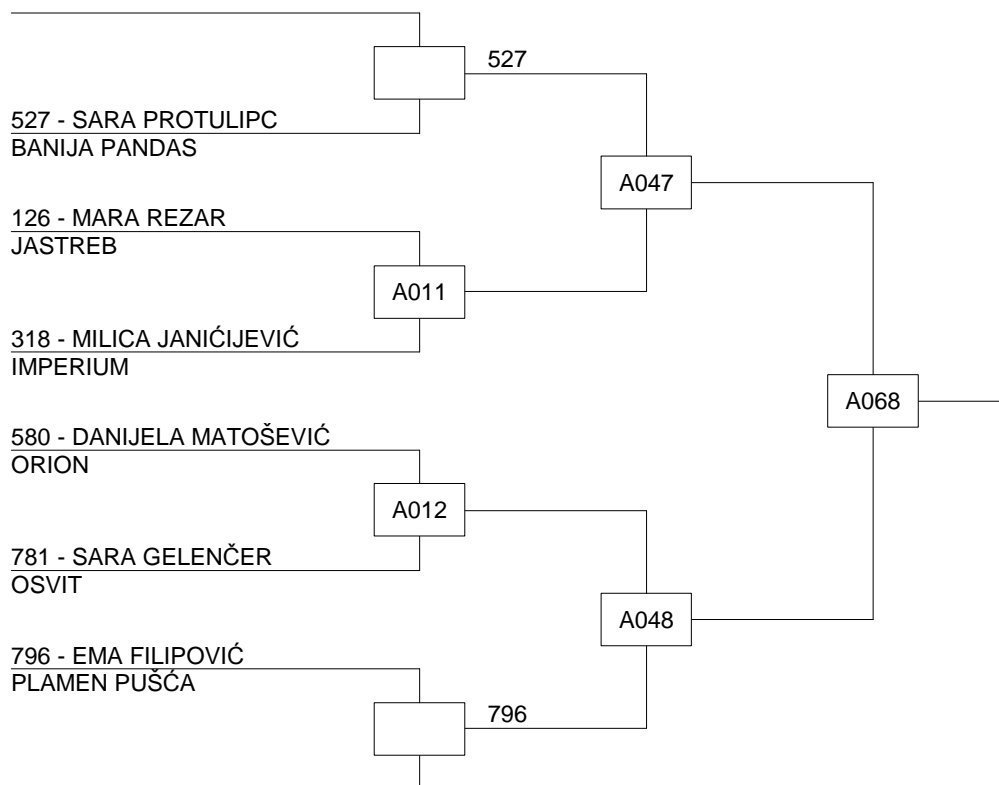 527
527 - SARA PROTULIPC
BANIJA PANDAS
A047
126 - MARA REZAR
JASTREB
A011
318 - MILICA JANIĆIJEVIĆ
IMPERIUM
A068
580 - DANIJELA MATOŠEVIĆ
ORION
A012
781 - SARA GELENČER
OSVIT
A048
796 - EMA FILIPOVIĆ
PLAMEN PUŠĆA
796